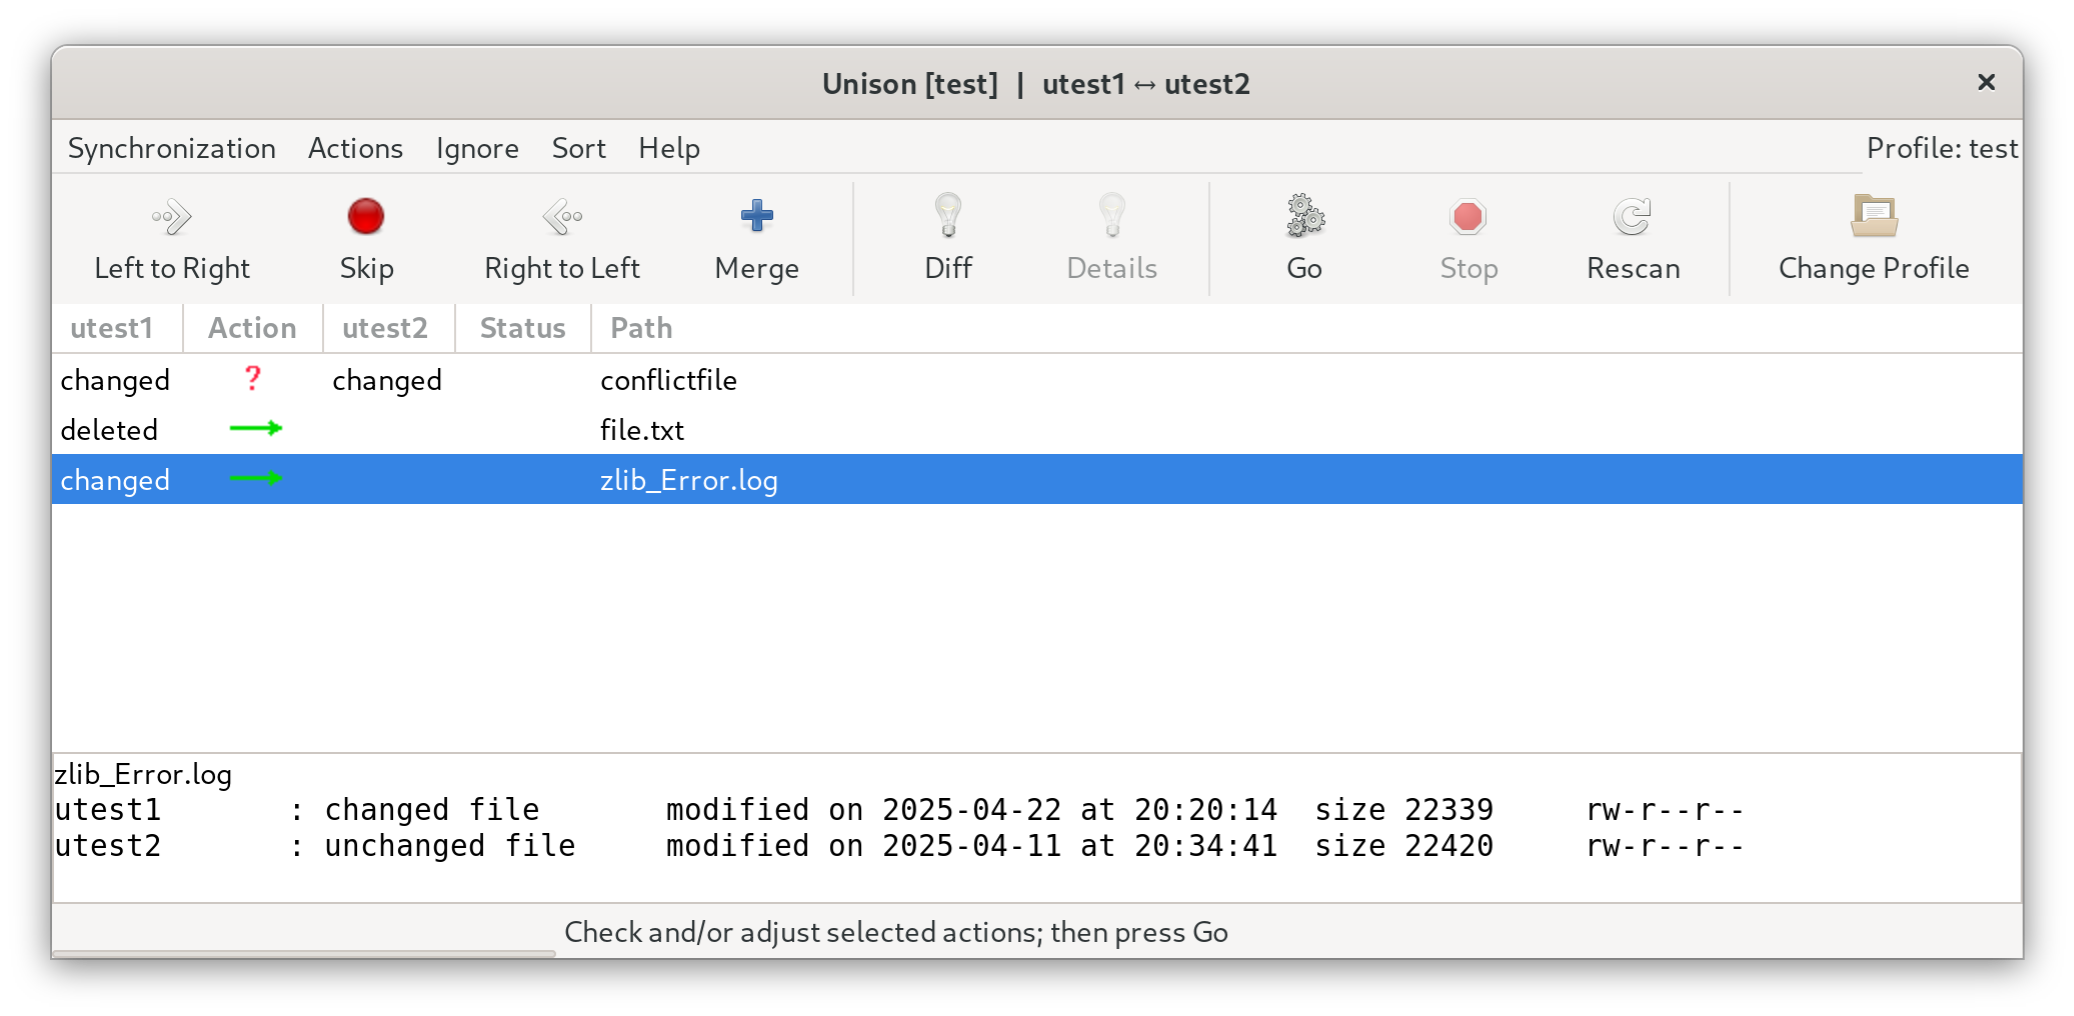 Unison [test] | utest1 ↔ utest2 ×
Synchronization Actions Ignore Sort Help Profile: test
Left to Right Skip Right to Left Merge Diff Details Go Stop Rescan Change Profile
utest1 Action utest2 Status Path
changed ? changed conflictfile
deleted → file.txt
changed → zlib_Error.log
zlib_Error.log
utest1 : changed file modified on 2025-04-22 at 20:20:14 size 22339 rw-r--r--
utest2 : unchanged file modified on 2025-04-11 at 20:34:41 size 22420 rw-r--r--
Check and/or adjust selected actions; then press Go